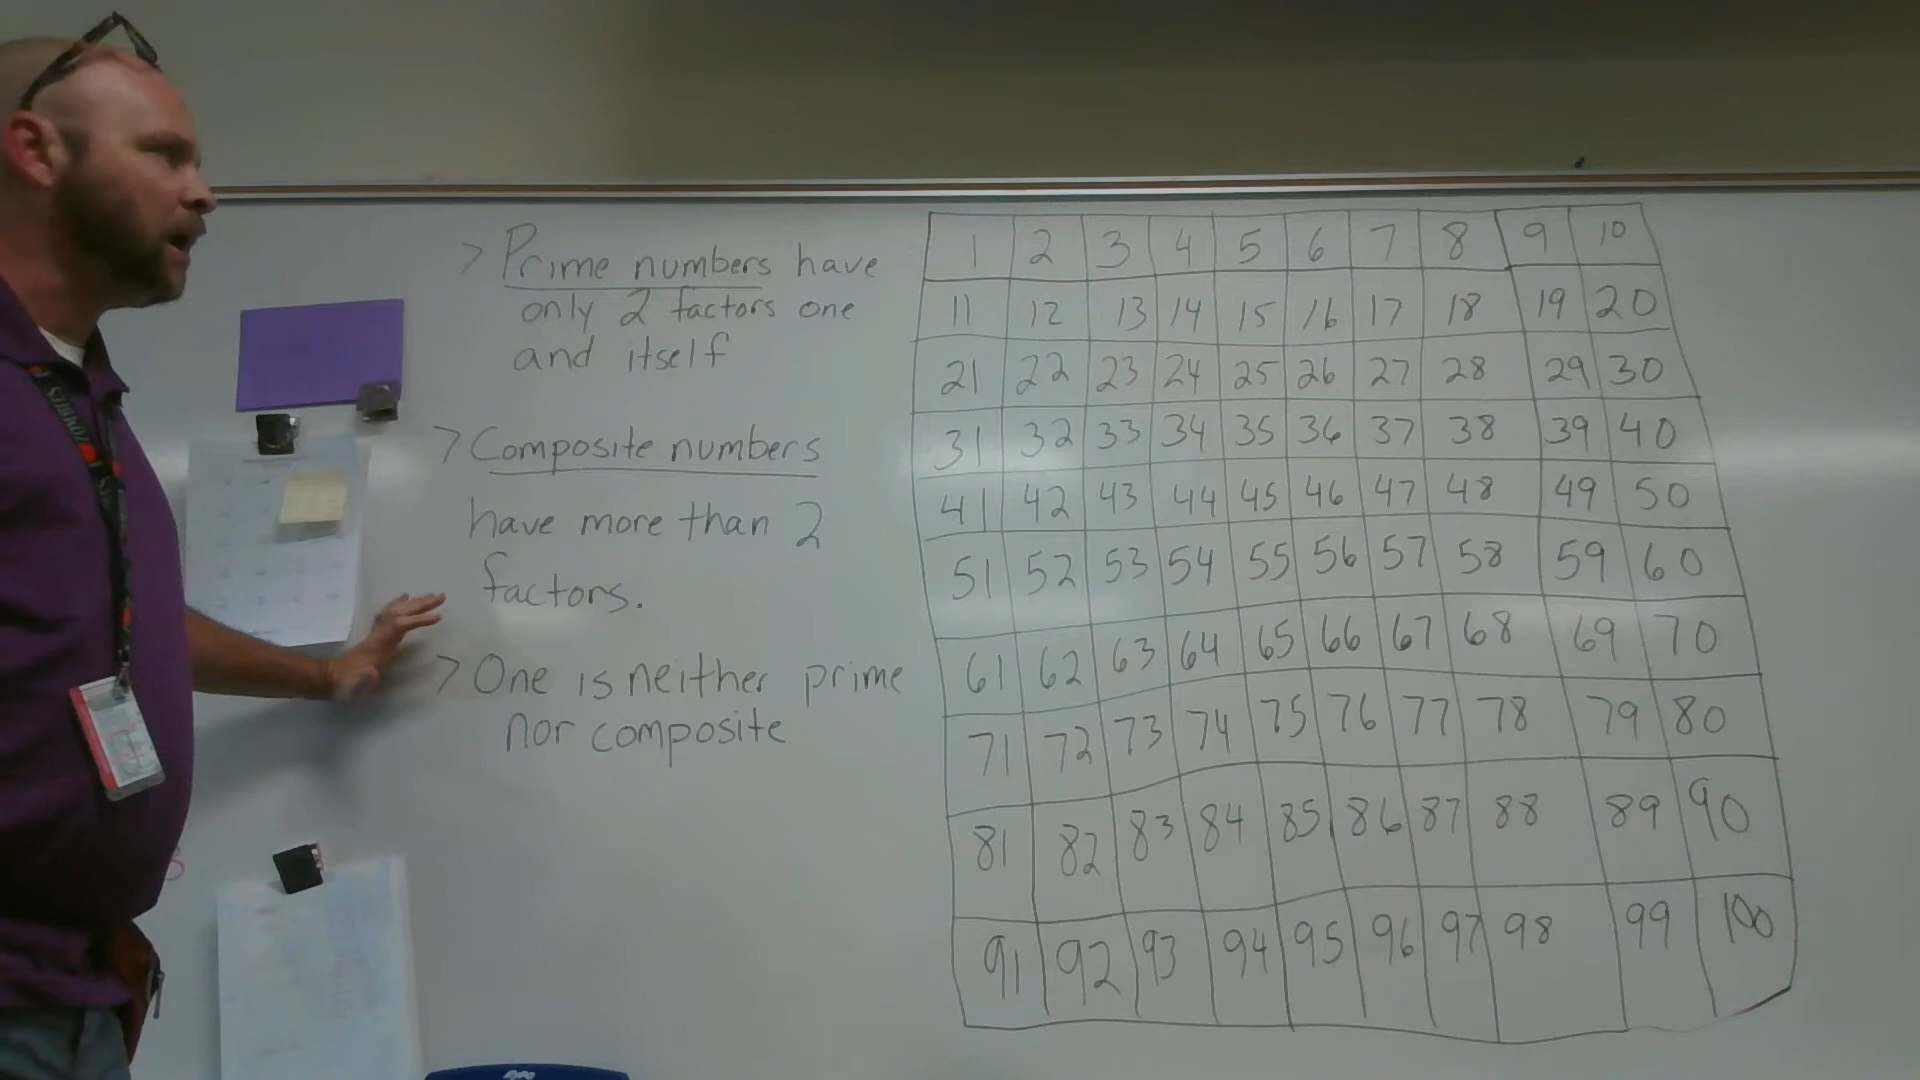 > Prime numbers have
only 2 factors one
and itself
> Composite numbers
have more than 2
factors.
> One is neither prime
nor composite
1 2 3 4 5 6 7 8 9 10
11 12 13 14 15 16 17 18 19 20
21 22 23 24 25 26 27 28 29 30
31 32 33 34 35 36 37 38 39 40
41 42 43 44 45 46 47 48 49 50
51 52 53 54 55 56 57 58 59 60
61 62 63 64 65 66 67 68 69 70
71 72 73 74 75 76 77 78 79 80
81 82 83 84 85 86 87 88 89 90
91 92 93 94 95 96 97 98 99 100